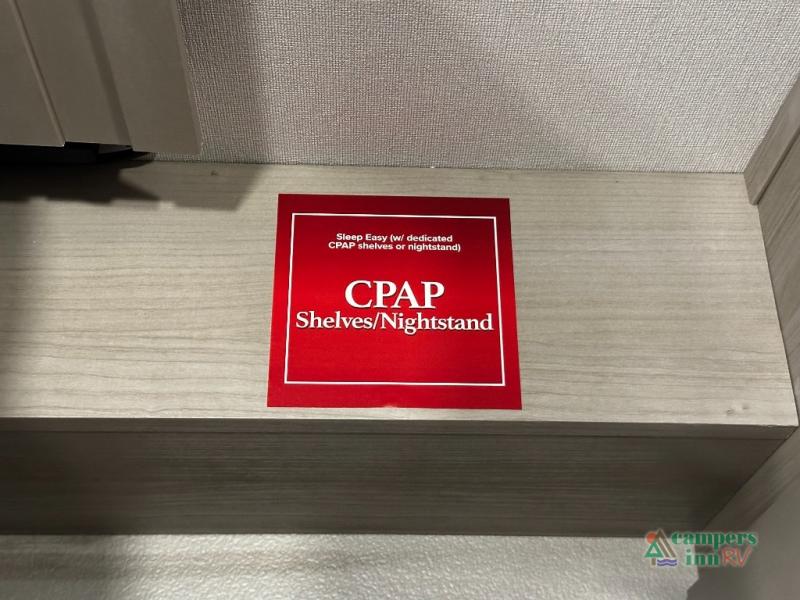 Sleep Easy (w/ dedicated
CPAP shelves or nightstand)
CPAP
Shelves/Nightstand
campers
inn RV